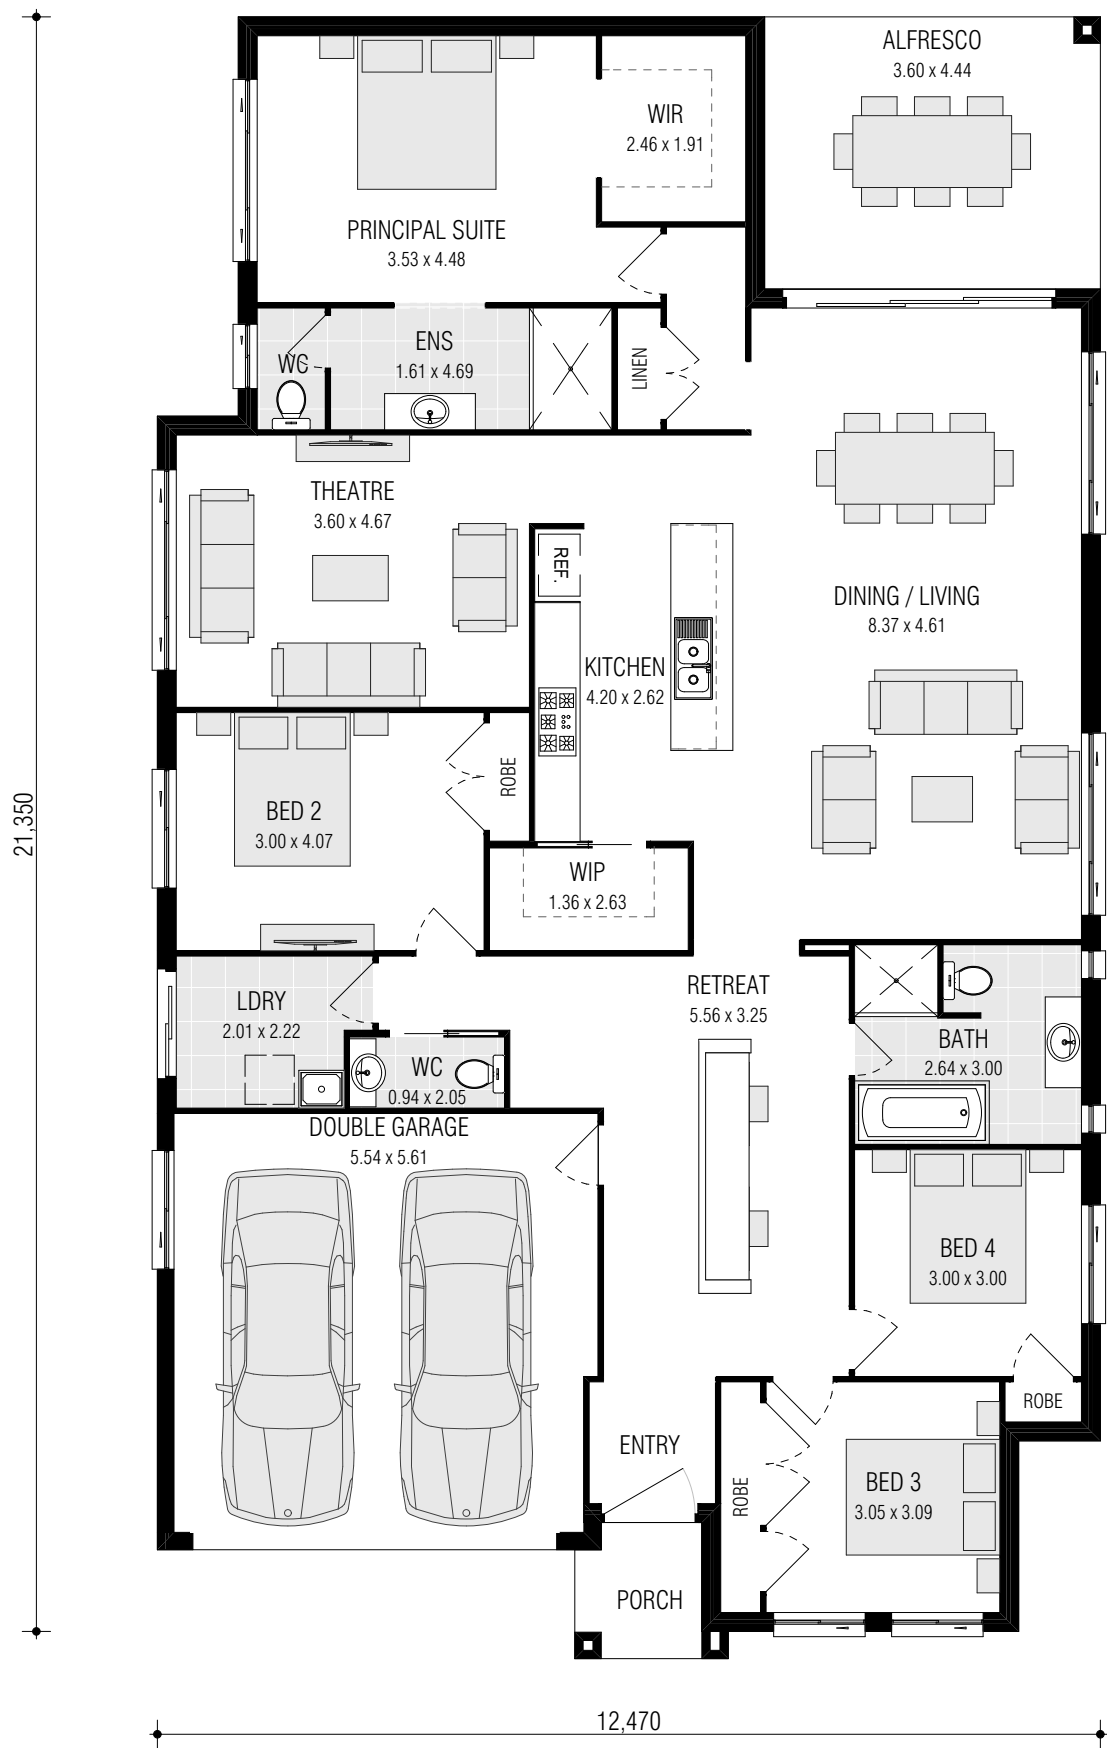 ALFRESCO
3.60 x 4.44
WIR
2.46 x 1.91
PRINCIPAL SUITE
3.53 x 4.48
ENS
1.61 x 4.69
WC
LINEN
THEATRE
3.60 x 4.67
REF.
DINING / LIVING
8.37 x 4.61
KITCHEN
4.20 x 2.62
ROBE
BED 2
3.00 x 4.07
21,350
WIP
1.36 x 2.63
RETREAT
5.56 x 3.25
LDRY
2.01 x 2.22
BATH
2.64 x 3.00
WC
0.94 x 2.05
DOUBLE GARAGE
5.54 x 5.61
BED 4
3.00 x 3.00
ROBE
ENTRY
BED 3
3.05 x 3.09
ROBE
PORCH
12,470